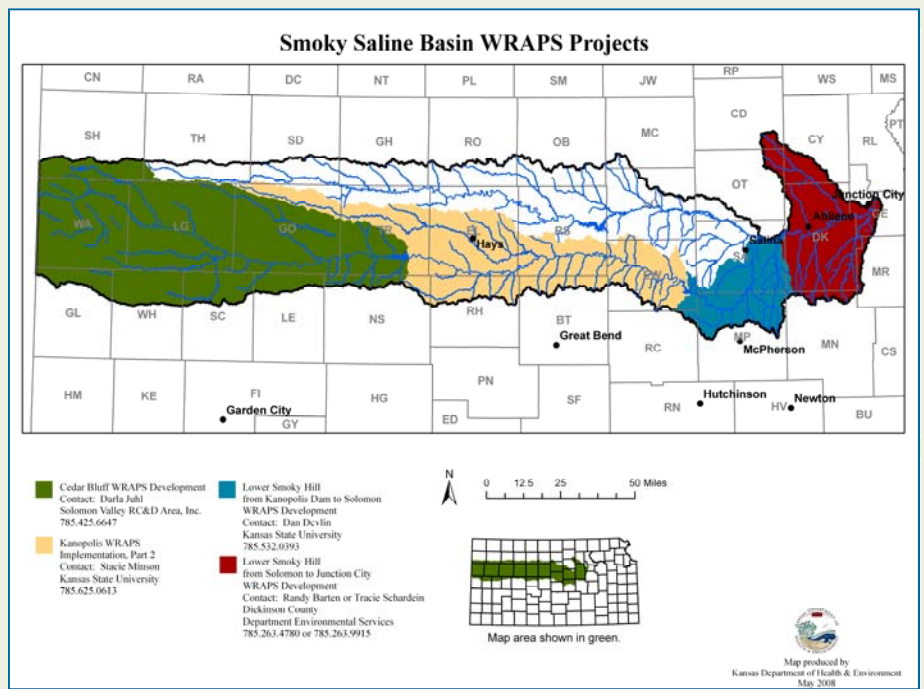 Smoky Saline Basin WRAPS Projects
CN RA DC NT PL SM JW RP WS MS
CD PT
SH TH SD GH RO OB MC CY RL
OT
Junction City
GE
WA LG GO TR EL RS Abilene
Hays Salina DK
SA
MR
GL WH SC LE NS RH BT MP MN
Great Bend McPherson
RC CS
HM KE FI HG PN SF Hutchinson
RN HV Newton
Garden City ED BU
GY
Cedar Bluff WRAPS Development
Contact: Darla Juhl
Solomon Valley RC&D Area, Inc.
785.425.6647
Kanopolis WRAPS
Implementation, Part 2
Contact: Stacie Minson
Kansas State University
785.625.0613
Lower Smoky Hill
from Kanopolis Dam to Solomon
WRAPS Development
Contact: Dan Devlin
Kansas State University
785.532.0393
Lower Smoky Hill
from Solomon to Junction City
WRAPS Development
Contact: Randy Barten or Tracie Schardein
Dickinson County
Department Environmental Services
785.263.4780 or 785.263.9915
N
0 12.5 25 50 Miles
Map area shown in green.
Map produced by
Kansas Department of Health & Environment
May 2008